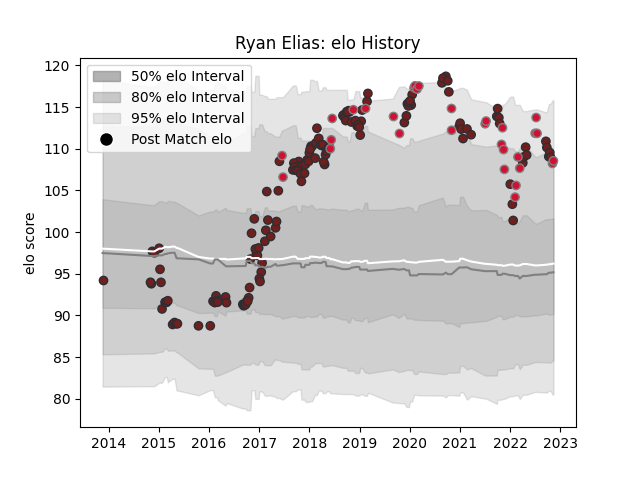 Ryan Elias: elo History
50% elo Interval
80% elo Interval
95% elo Interval
Post Match elo
elo score
120
115
110
105
100
95
90
85
80
2014 2015 2016 2017 2018 2019 2020 2021 2022 2023